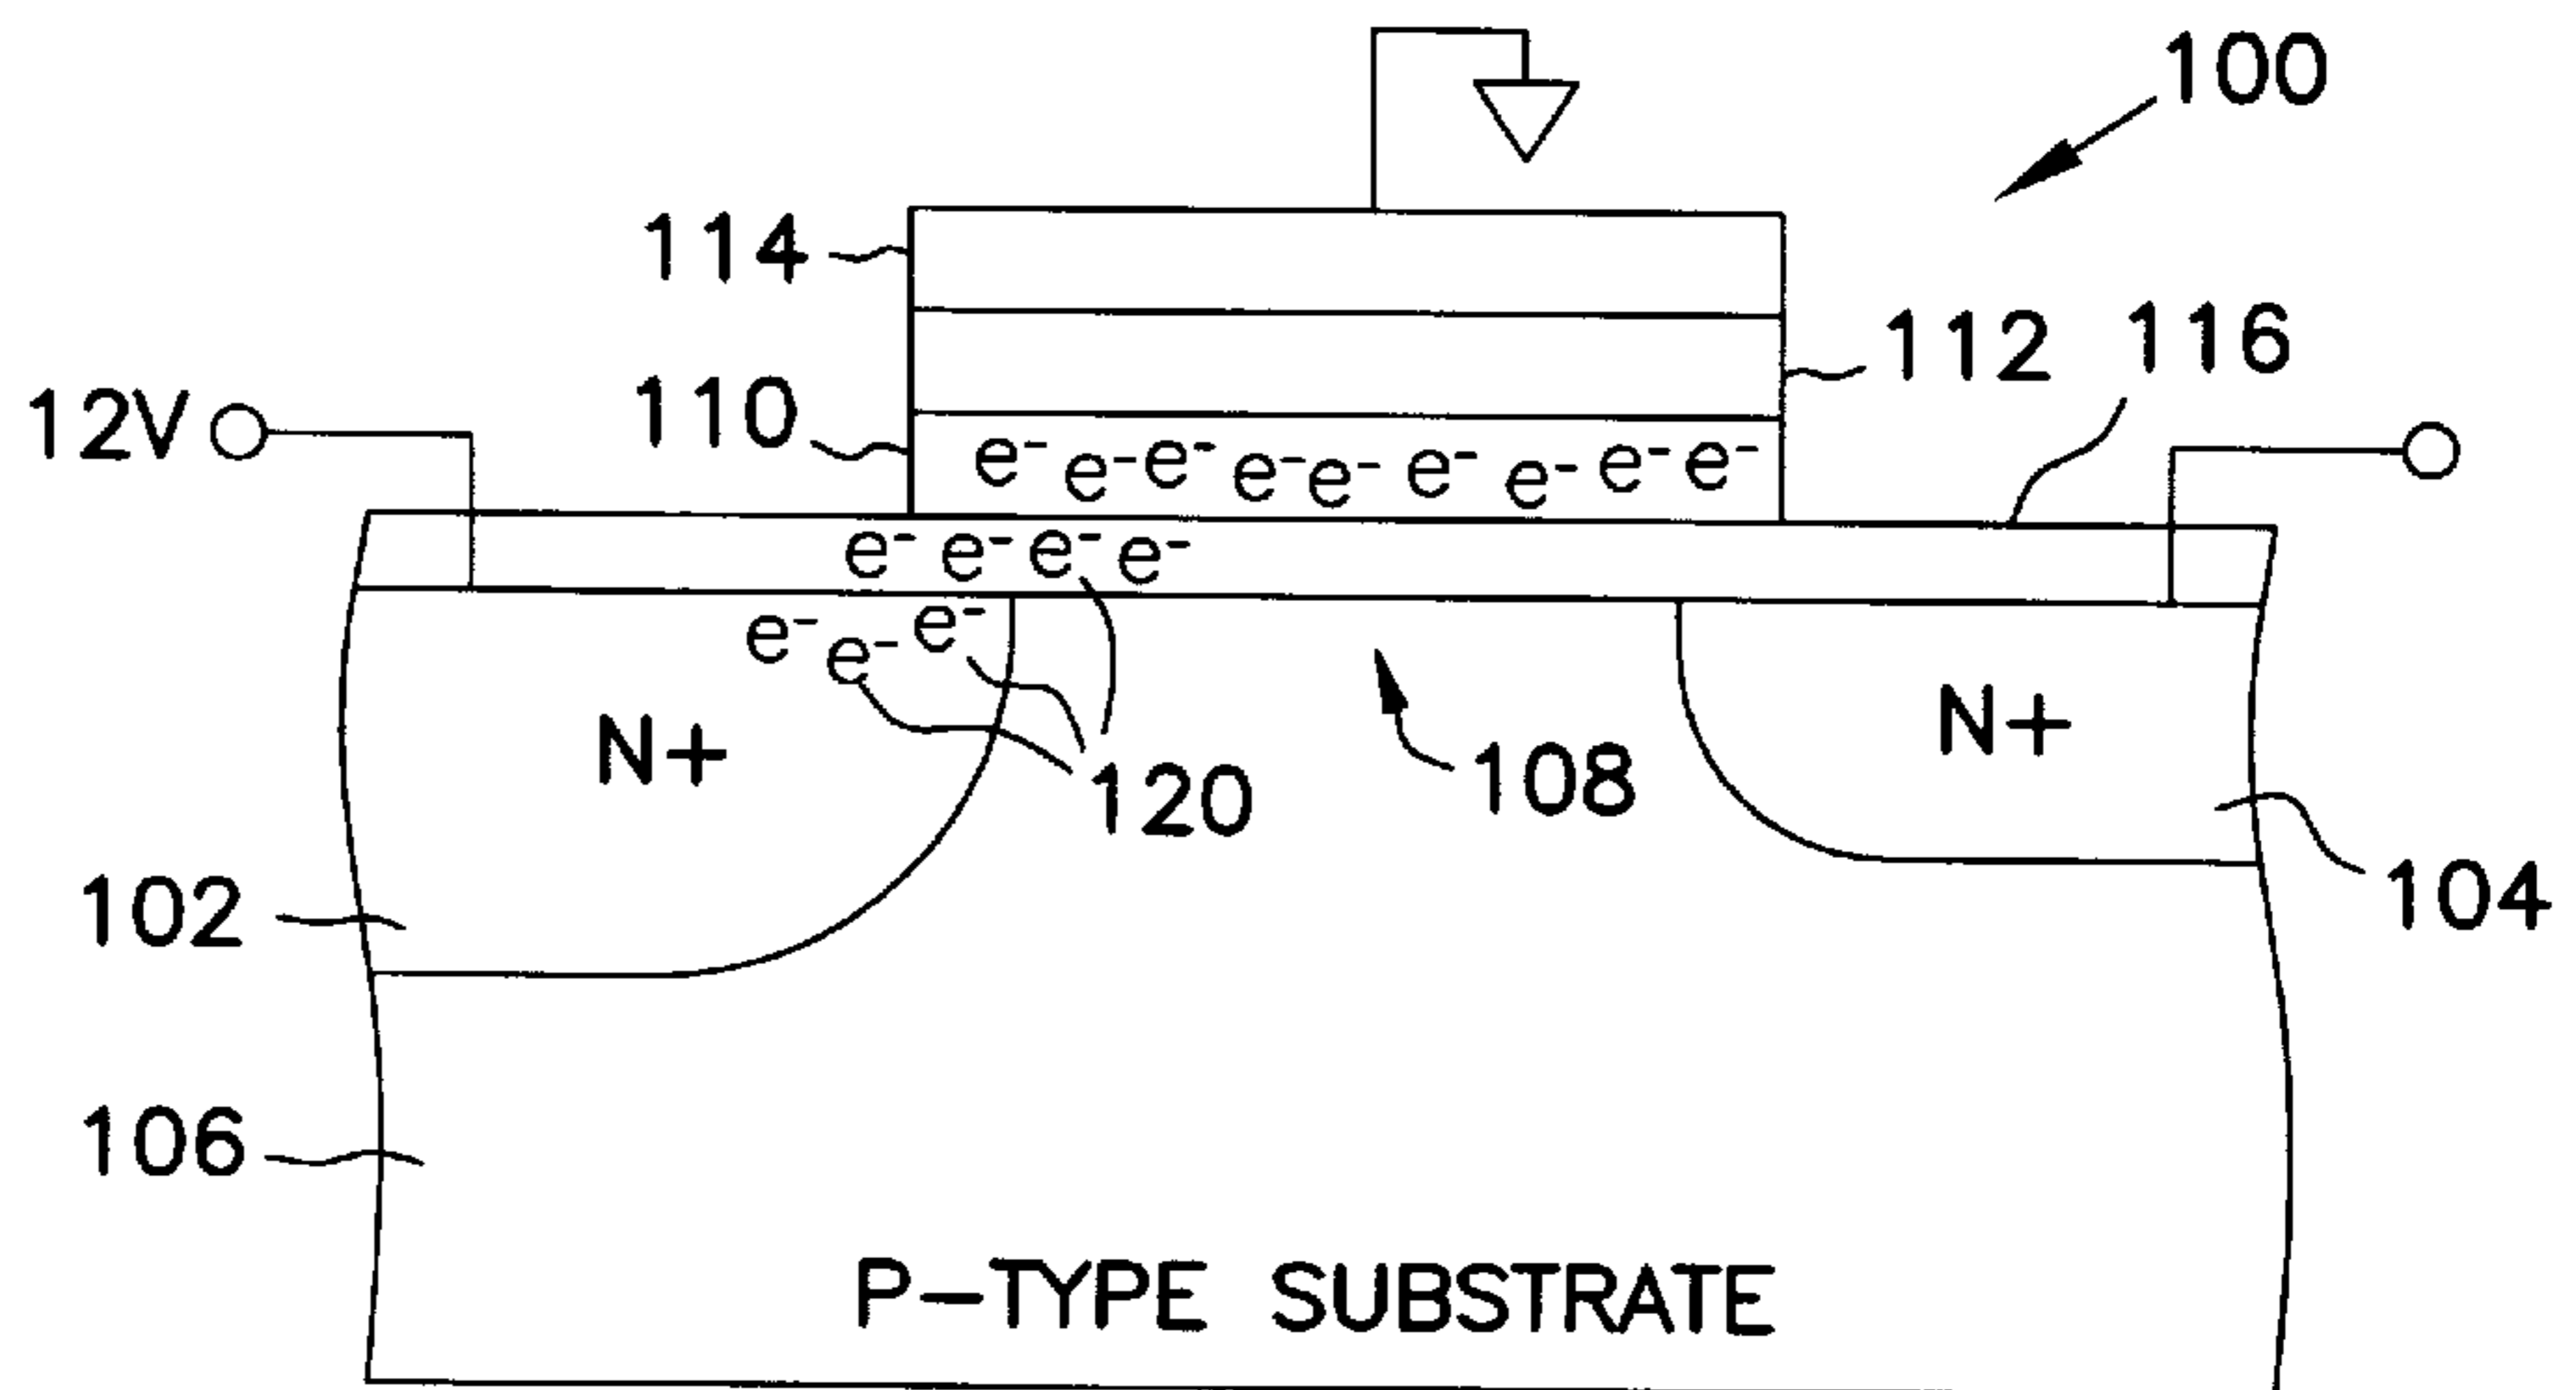 100
114
112
116
110
12V
e- e- e- e- e- e- e- e- e-
e- e- e- e-
e- e- e-
N+
N+
120
108
102
104
106
P-TYPE SUBSTRATE